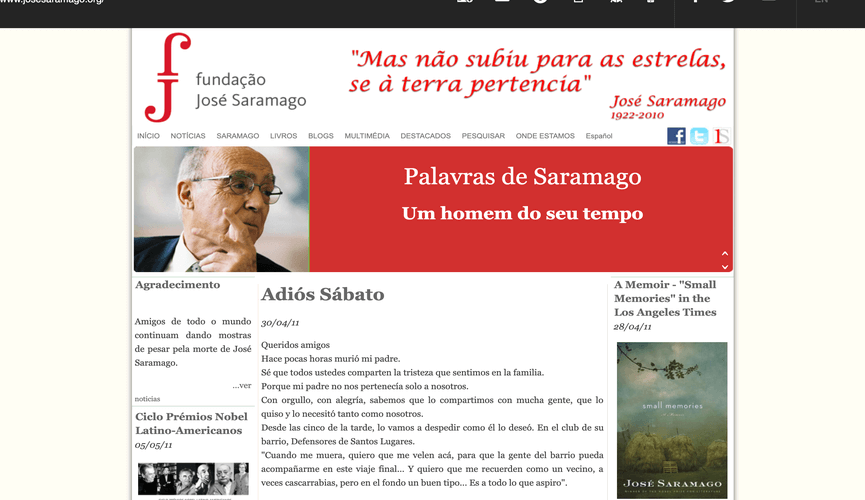 www.josesaramago.org/
EN
fundação
José Saramago
"Mas não subiu para as estrelas,
se à terra pertencia"
José Saramago
1922-2010
INÍCIO NOTÍCIAS SARAMAGO LIVROS BLOGS MULTIMÉDIA DESTACADOS PESQUISAR ONDE ESTAMOS Español
Palavras de Saramago
Um homem do seu tempo
Agradecimento
Amigos de todo o mundo
continuam dando mostras
de pesar pela morte de José
Saramago.
...ver
noticias
Ciclo Prémios Nobel
Latino-Americanos
05/05/11
Adiós Sábato
30/04/11
Queridos amigos
Hace pocas horas murió mi padre.
Sé que todos ustedes comparten la tristeza que sentimos en la familia.
Porque mi padre no nos pertenecía solo a nosotros.
Con orgullo, con alegría, sabemos que lo compartimos con mucha gente, que lo
quiso y lo necesitó tanto como nosotros.
Desde las cinco de la tarde, lo vamos a despedir como él lo deseó. En el club de su
barrio, Defensores de Santos Lugares.
"Cuando me muera, quiero que me velen acá, para que la gente del barrio pueda
acompañarme en este viaje final... Y quiero que me recuerden como un vecino, a
veces cascarrabias, pero en el fondo un buen tipo... Es a todo lo que aspiro".
A Memoir - "Small
Memories" in the
Los Angeles Times
28/04/11
small memories
JOSÉ SARAMAGO